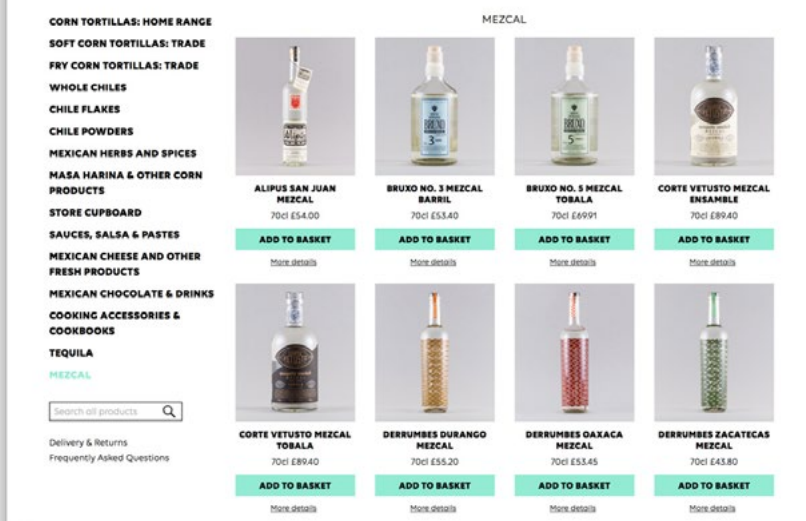 CORN TORTILLAS: HOME RANGE
SOFT CORN TORTILLAS: TRADE
FRY CORN TORTILLAS: TRADE
WHOLE CHILES
CHILE FLAKES
CHILE POWDERS
MEXICAN HERBS AND SPICES
MASA HARINA & OTHER CORN
PRODUCTS
STORE CUPBOARD
SAUCES, SALSA & PASTES
MEXICAN CHEESE AND OTHER
FRESH PRODUCTS
MEXICAN CHOCOLATE & DRINKS
COOKING ACCESSORIES &
COOKBOOKS
TEQUILA
MEZCAL
Search all products
Delivery & Returns
Frequently Asked Questions
MEZCAL
BRUXO
3
BRUXO
5
ALIPUS SAN JUAN
MEZCAL
70cl £54.00
ADD TO BASKET
More details
BRUXO NO. 3 MEZCAL
BARRIL
70cl £53.40
ADD TO BASKET
More details
BRUXO NO. 5 MEZCAL
TOBALA
70cl £69.91
ADD TO BASKET
More details
CORTE VETUSTO MEZCAL
ENSAMBLE
70cl £89.40
ADD TO BASKET
More details
CORTE VETUSTO MEZCAL
TOBALA
70cl £89.40
ADD TO BASKET
More details
DERRUMBES DURANGO
MEZCAL
70cl £55.20
ADD TO BASKET
More details
DERRUMBES OAXACA
MEZCAL
70cl £53.45
ADD TO BASKET
More details
DERRUMBES ZACATECAS
MEZCAL
70cl £43.80
ADD TO BASKET
More details